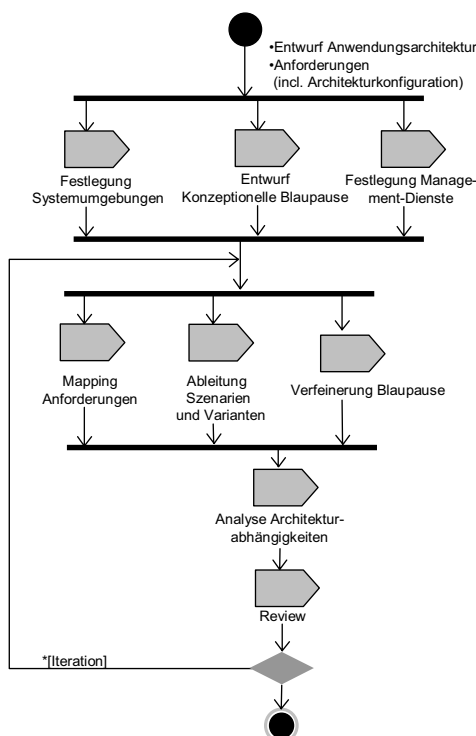 •Entwurf Anwendungsarchitektur
•Anforderungen
(incl. Architekturkonfiguration)
Festlegung
Systemumgebungen
Entwurf
Konzeptionelle Blaupause
Festlegung Manage-
ment-Dienste
Mapping
Anforderungen
Ableitung
Szenarien
und Varianten
Verfeinerung Blaupause
Analyse Architektur-
abhängigkeiten
Review
*[Iteration]